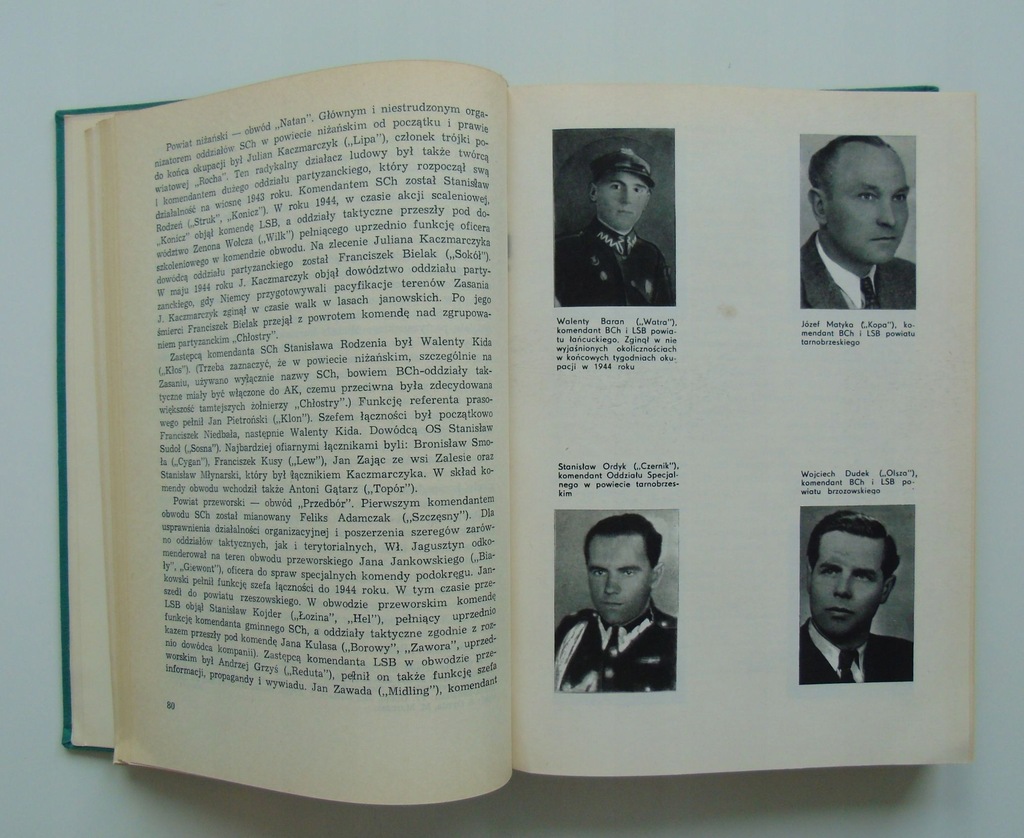 Powiat niżański — obwód „Natan". Głównym i niestrudzonym orga-
nizatorem oddziałów SCh w powiecie niżańskim od początku i prawie
do końca okupacji był Julian Kaczmarczyk („Lipa"), członek trójki po-
wiatowej „Rocha". Ten radykalny działacz ludowy był także twórcą
i komendantem dużego oddziału partyzanckiego, który rozpoczął swą
działalność na wiosnę 1943 roku. Komendantem SCh został Stanisław
Rodzeń („Struk", „Konicz"). W roku 1944, w czasie akcji scaleniowej,
„Konicz" objął komendę LSB, a oddziały taktyczne przeszły pod do-
wództwo Zenona Wołcza („Wilk") pełniącego uprzednio funkcję oficera
szkoleniowego w komendzie obwodu. Na zlecenie Juliana Kaczmarczyka
dowódcą oddziału partyzanckiego został Franciszek Bielak („Sokół").
W maju 1944 roku J. Kaczmarczyk objął dowództwo oddziału party-
zanckiego, gdy Niemcy przygotowywali pacyfikacje terenów Zasania
J. Kaczmarczyk zginął w czasie walk w lasach janowskich. Po jego
śmierci Franciszek Bielak przejął z powrotem komendę nad zgrupowa-
niem partyzanckim „Chłostry".
Zastępcą komendanta SCh Stanisława Rodzenia był Walenty Kida
(„Kłos"). (Trzeba zaznaczyć, że w powiecie niżańskim, szczególnie na
Zasaniu, używano wyłącznie nazwy SCh, bowiem BCh-oddziały tak-
tyczne miały być włączone do AK, czemu przeciwna była zdecydowana
większość tamtejszych żołnierzy „Chłostry".) Funkcję referenta praso-
wego pełnił Jan Pietroński („Klon"). Szefem łączności był początkowo
Franciszek Niedbała, następnie Walenty Kida. Dowódcą OS Stanisław
Sudoł („Sosna"). Najbardziej ofiarnymi łącznikami byli: Bronisław Smo-
ła („Cygan"), Franciszek Kusy („Lew"), Jan Zając ze wsi Zalesie oraz
Stanisław Młynarski, który był łącznikiem Kaczmarczyka. W skład ko-
mendy obwodu wchodził także Antoni Gątarz („Topór").
Powiat przeworski — obwód „Przedbór". Pierwszym komendantem
obwodu SCh został mianowany Feliks Adamczak („Szczęsny"). Dla
usprawnienia działalności organizacyjnej i poszerzenia szeregów zarów-
no oddziałów taktycznych, jak i terytorialnych, Wł. Jagusztyn odko-
menderował na teren obwodu przeworskiego Jana Jankowskiego („Bia-
ły", „Giewont"), oficera do spraw specjalnych komendy podokręgu. Jan-
kowski pełnił funkcję szefa łączności do 1944 roku. W tym czasie prze-
szedł do powiatu rzeszowskiego. W obwodzie przeworskim komendę
LSB objął Stanisław Kojder („Łozina", „Hel"), pełniący uprzednio
funkcję komendanta gminnego SCh, a oddziały taktyczne zgodnie z roz-
kazem przeszły pod komendę Jana Kulasa („Borowy", „Zawora", uprzed-
nio dowódca kompanii). Zastępcą komendanta LSB w obwodzie prze-
worskim był Andrzej Grzyś („Reduta"), pełnił on także funkcję szefa
informacji, propagandy i wywiadu. Jan Zawada („Midling"), komendant
80
Walenty Baran („Watra"),
komendant BCh i LSB powia-
tu łańcuckiego. Zginął w nie
wyjaśnionych okolicznościach
w końcowych tygodniach oku-
pacji w 1944 roku
Józef Matyka („Kopa"), ko-
mendant BCh i LSB powiatu
tarnobrzeskiego
Stanisław Ordyk („Czernik"),
komendant Oddziału Specjal-
nego w powiecie tarnobrzes-
kim
Wojciech Dudek („Olsza"),
komendant BCh i LSB po-
wiatu brzozowskiego